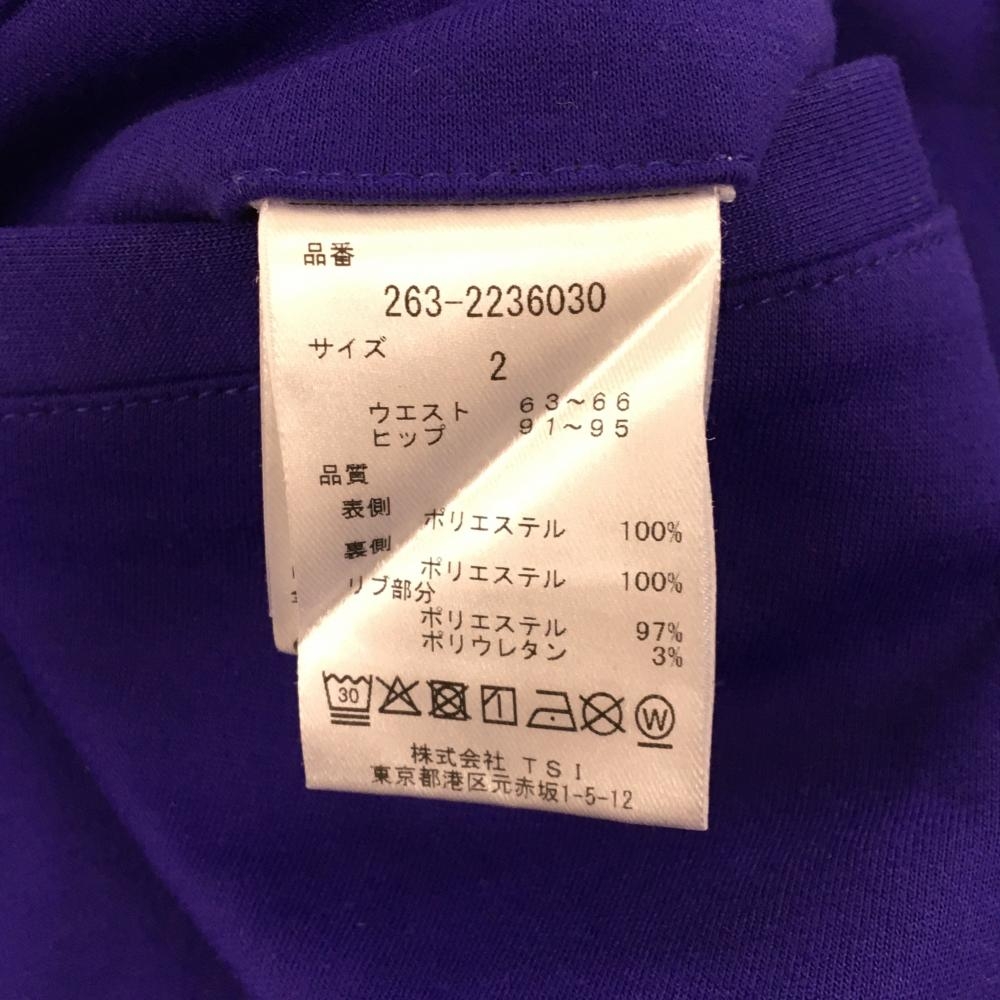 品番
263-2236030
サイズ
2
ウエスト 63～66
ヒップ 91～95
品質
表側
ポリエステル 100%
裏側
ポリエステル 100%
リブ部分
ポリエステル 97%
ポリウレタン 3%
30
W
株式会社 TSI
東京都港区元赤坂1-5-12